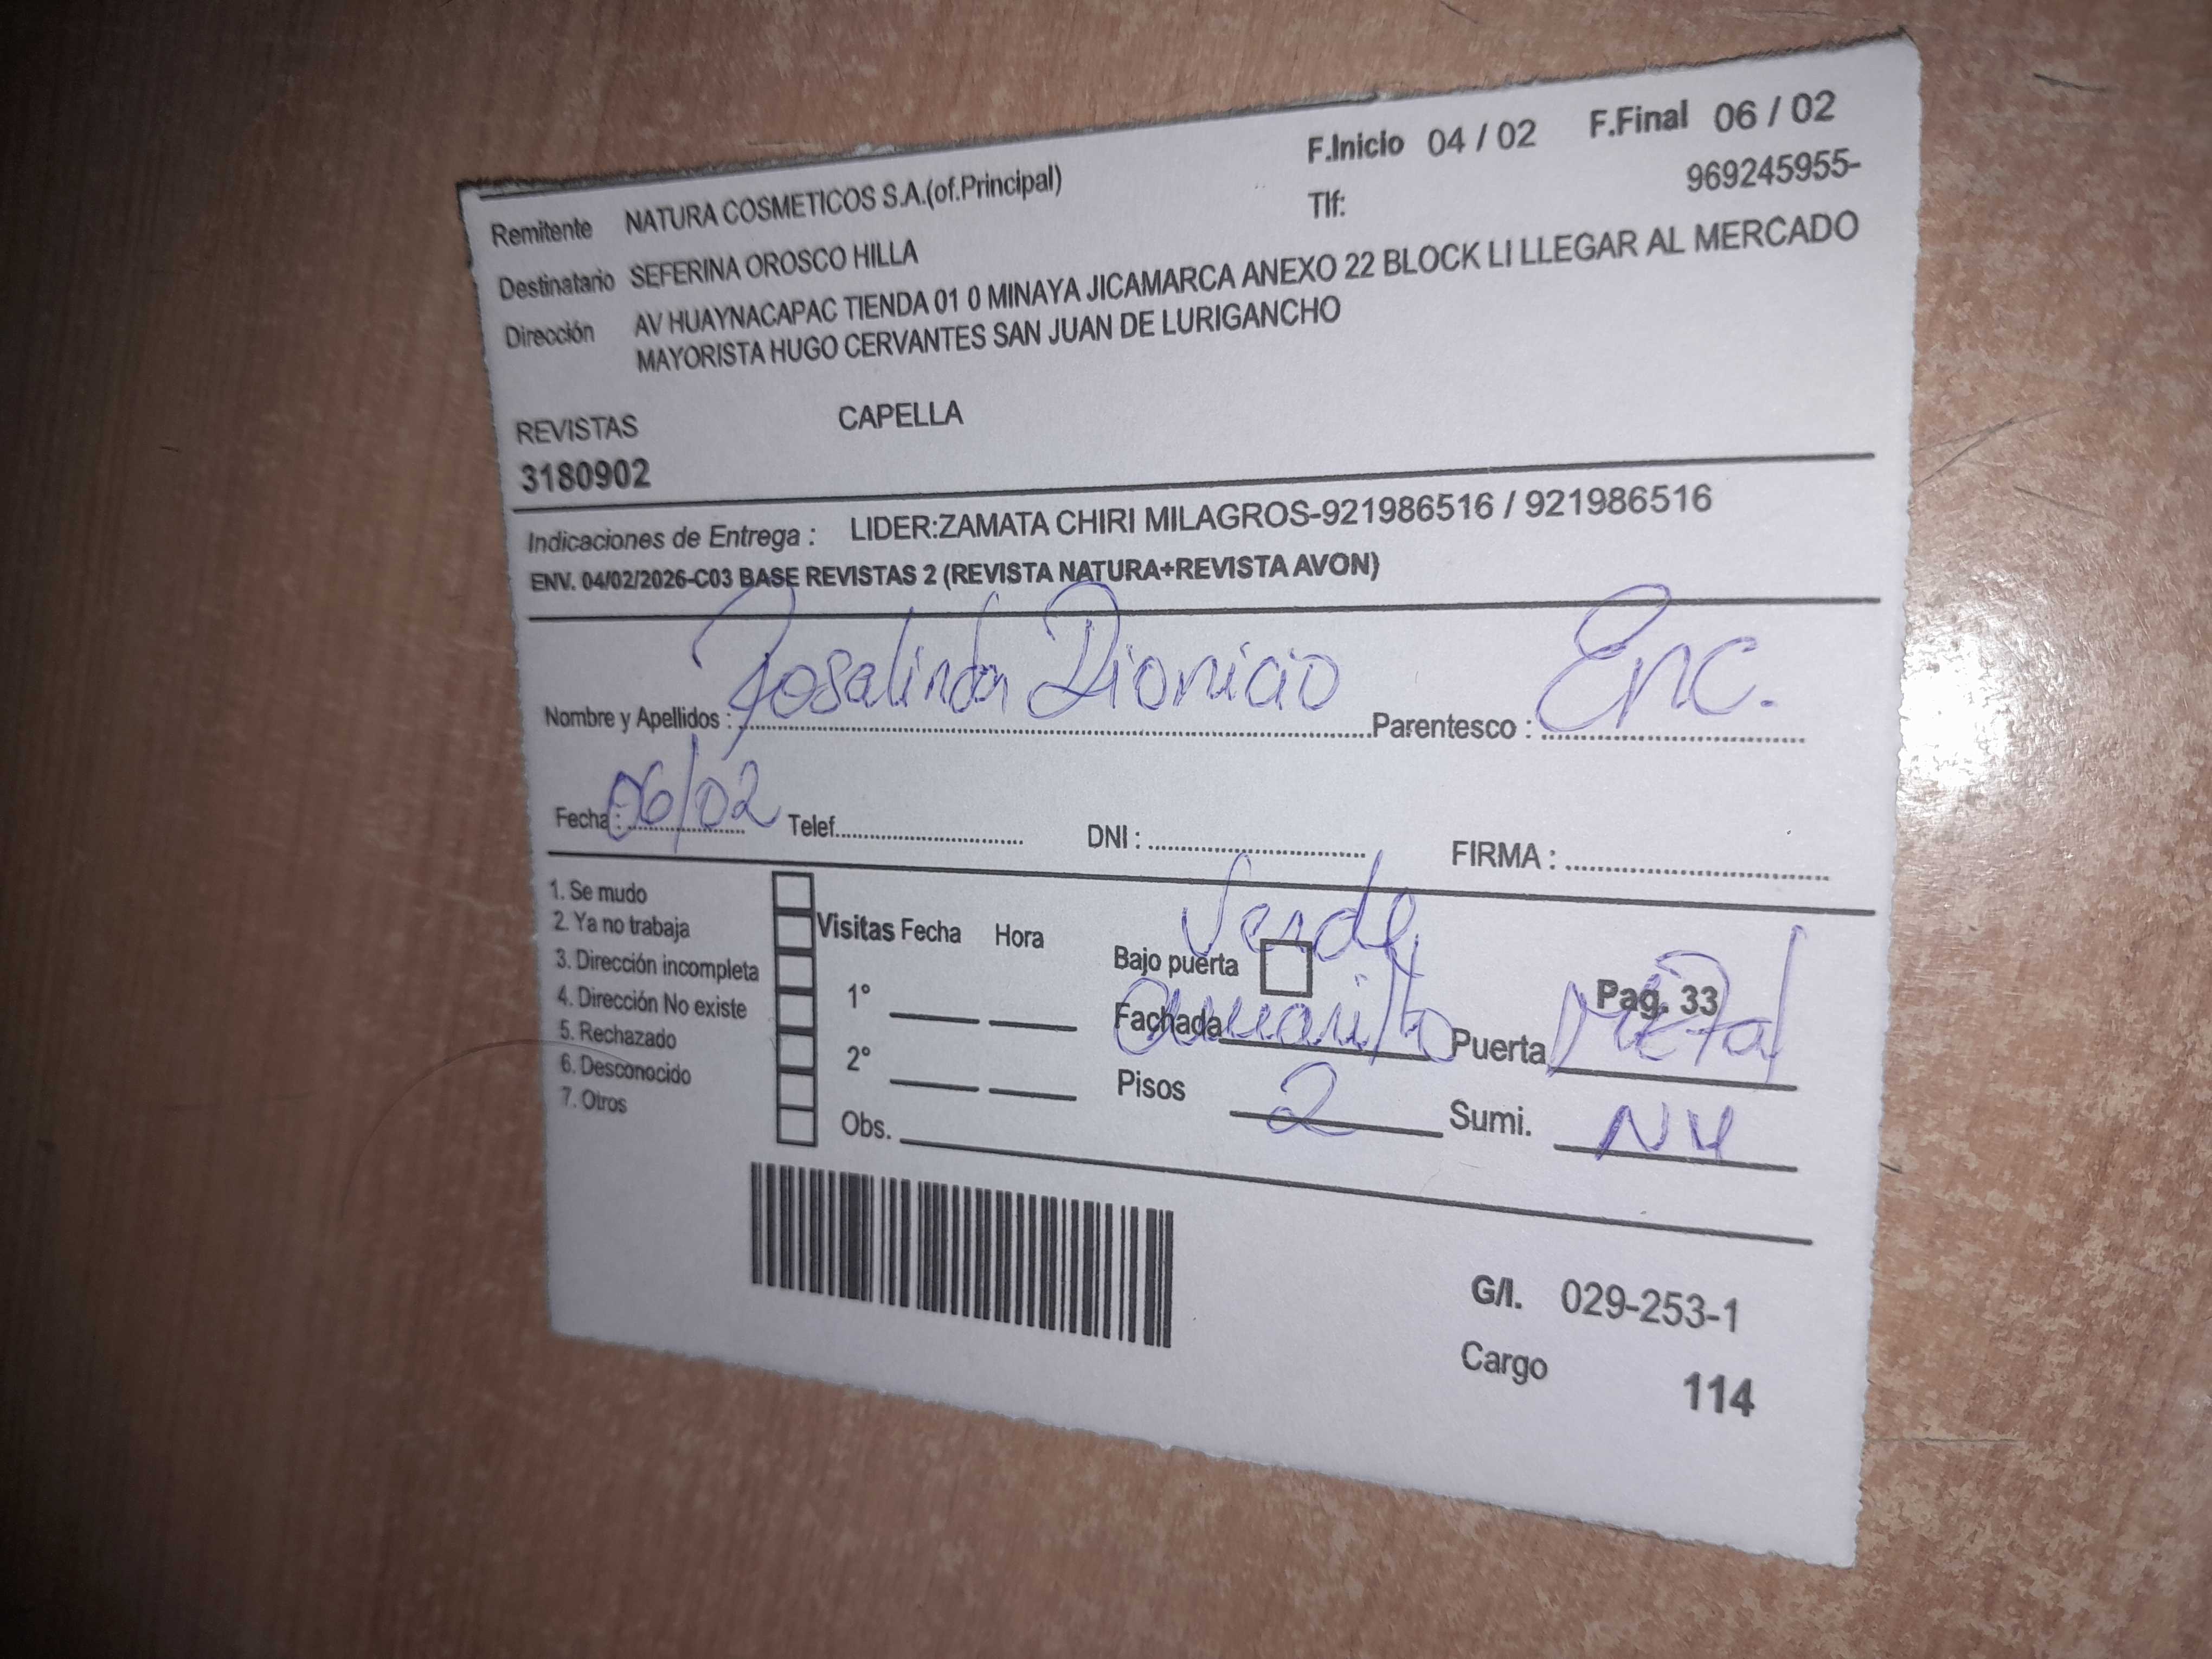 F.Inicio 04 / 02 F.Final 06 / 02
Remitente NATURA COSMETICOS S.A.(of.Principal) Tlf: 969245955-
Destinatario SEFERINA OROSCO HILLA
Dirección AV HUAYNACAPAC TIENDA 01 0 MINAYA JICAMARCA ANEXO 22 BLOCK LI LLEGAR AL MERCADO
MAYORISTA HUGO CERVANTES SAN JUAN DE LURIGANCHO
REVISTAS CAPELLA
3180902
Indicaciones de Entrega : LIDER:ZAMATA CHIRI MILAGROS-921986516 / 921986516
ENV. 04/02/2026-C03 BASE REVISTAS 2 (REVISTA NATURA+REVISTA AVON)
Nombre y Apellidos : Rosalinda Dionicio Parentesco : Enc.
Fecha : 06/02 Telef. DNI : FIRMA :
1. Se mudo
2. Ya no trabaja
3. Dirección incompleta
4. Dirección No existe
5. Rechazado
6. Desconocido
7. Otros
Visitas Fecha Hora
1°
2°
Obs.
Verde
Bajo puerta Pag. 33
Fachada Amarillo Puerta Metal
Pisos 2 Sumi. NH
G/I. 029-253-1
Cargo 114